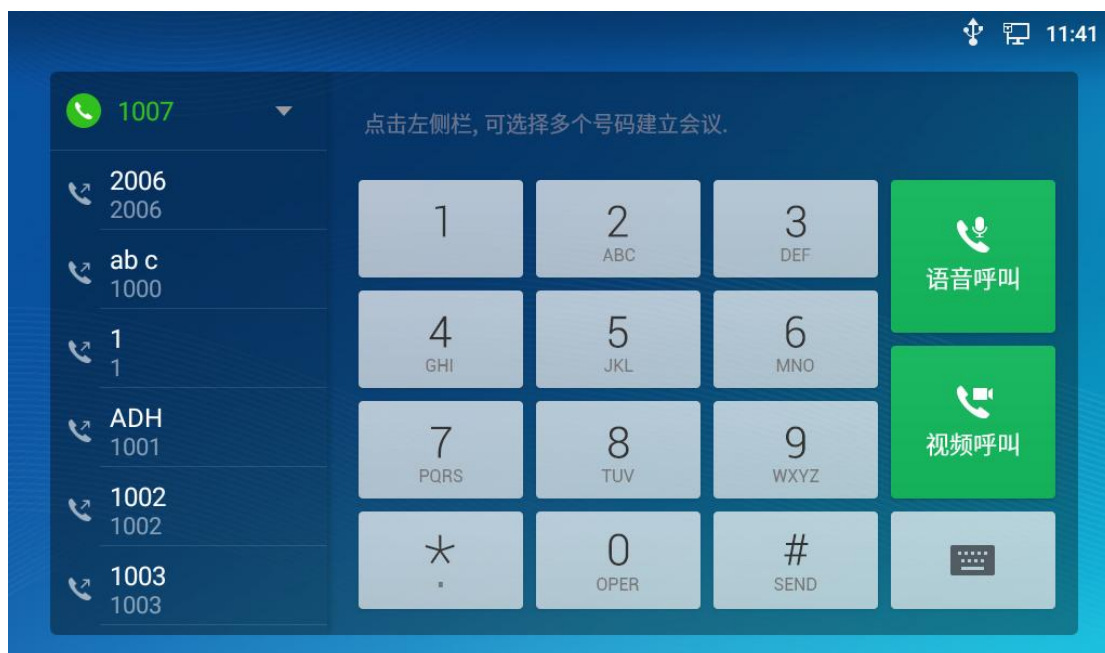 11:41
1007
点击左侧栏, 可选择多个号码建立会议.
2006
2006
ab c
1000
1
1
ADH
1001
1002
1002
1003
1003
1
2
ABC
3
DEF
语音呼叫
4
GHI
5
JKL
6
MNO
视频呼叫
7
PQRS
8
TUV
9
WXYZ
*
.
0
OPER
#
SEND